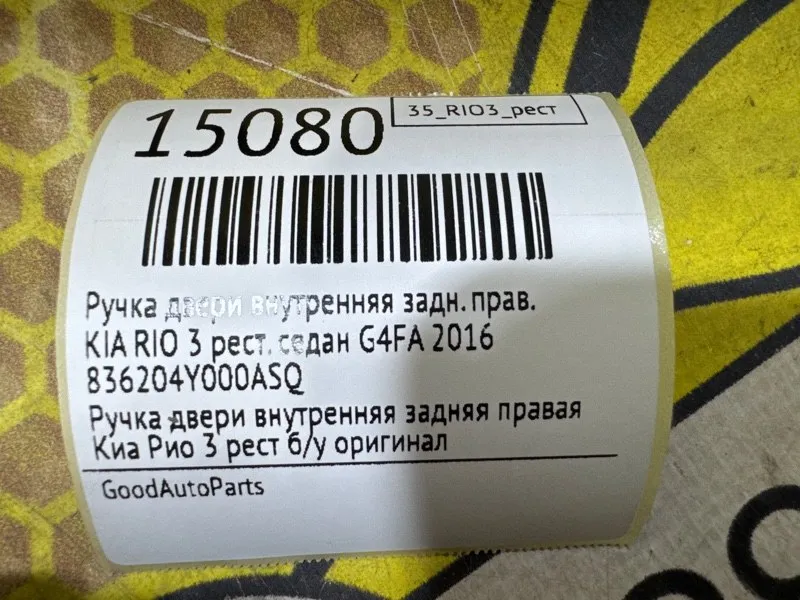 15080
35_RIO3_рест
Ручка двери внутренняя задн. прав.
KIA RIO 3 рест. седан G4FA 2016
836204Y000ASQ
Ручка двери внутренняя задняя правая
Киа Рио 3 рест б/у оригинал
GoodAutoParts